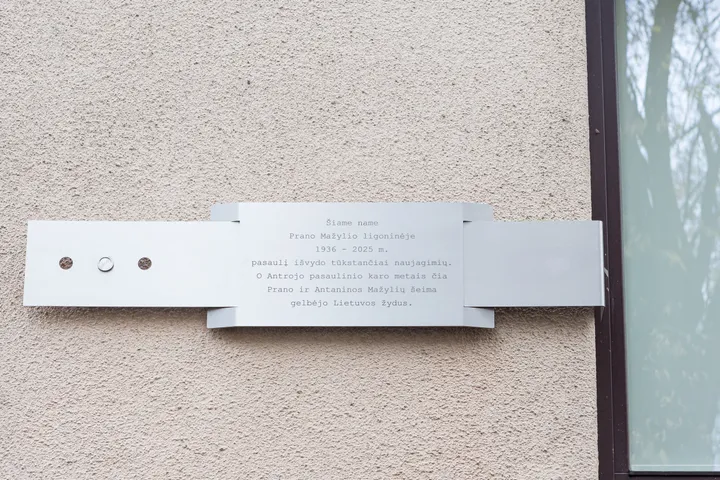 Šiame name
Prano Mažylio ligoninėje
1936 – 2025 m.
pasaulį išvydo tūkstančiai naujagimių.
O Antrojo pasaulinio karo metais čia
Prano ir Antaninos Mažylių šeima
gelbėjo Lietuvos žydus.